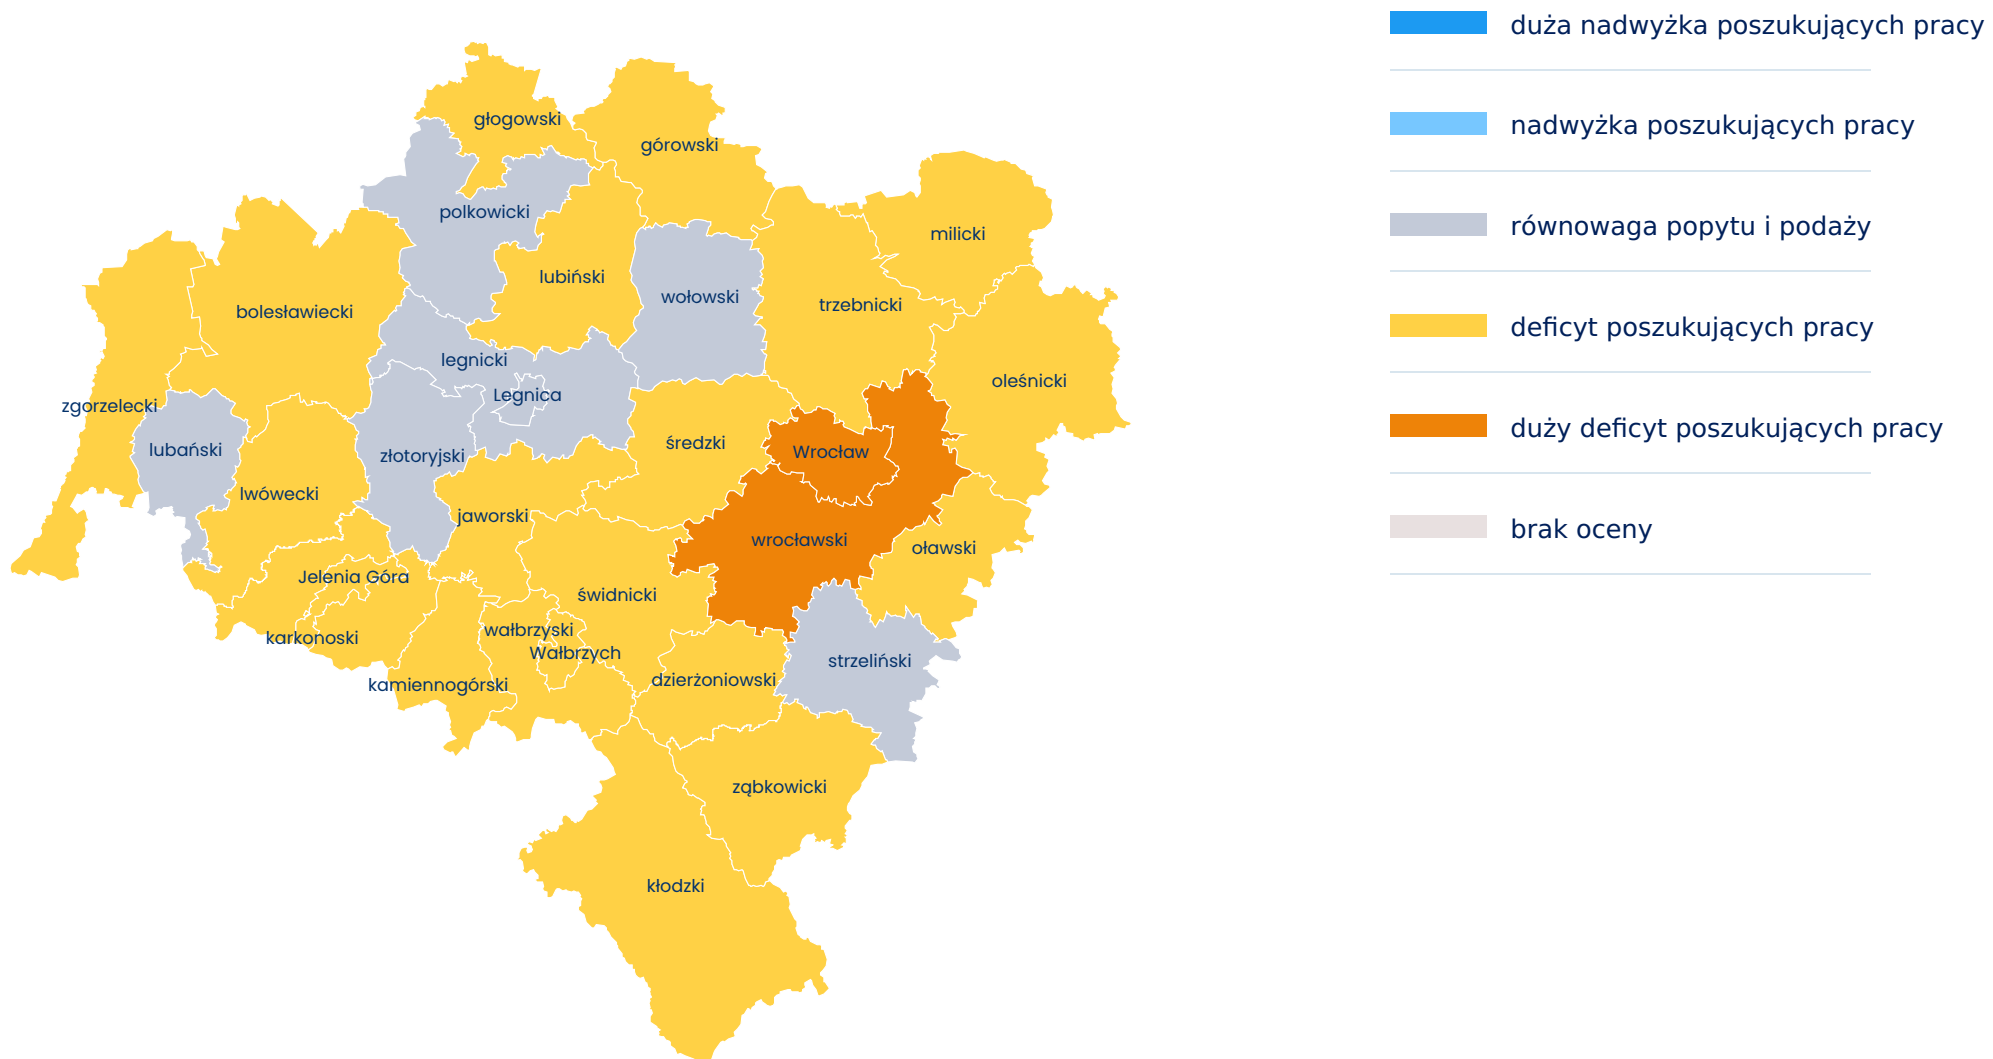 duża nadwyżka poszukujących pracy
nadwyżka poszukujących pracy
równowaga popytu i podaży
deficyt poszukujących pracy
duży deficyt poszukujących pracy
brak oceny
głogowski
górowski
polkowicki
milicki
lubiński
wołowski
trzebnicki
bolesławiecki
legnicki
oleśnicki
Legnica
zgorzelecki
lubański
złotoryjski
średzki
Wrocław
lwówecki
jaworski
wrocławski
oławski
Jelenia Góra
świdnicki
karkonoski
wałbrzyski
Wałbrzych
strzeliński
kamiennogórski
dzierżoniowski
ząbkowicki
kłodzki